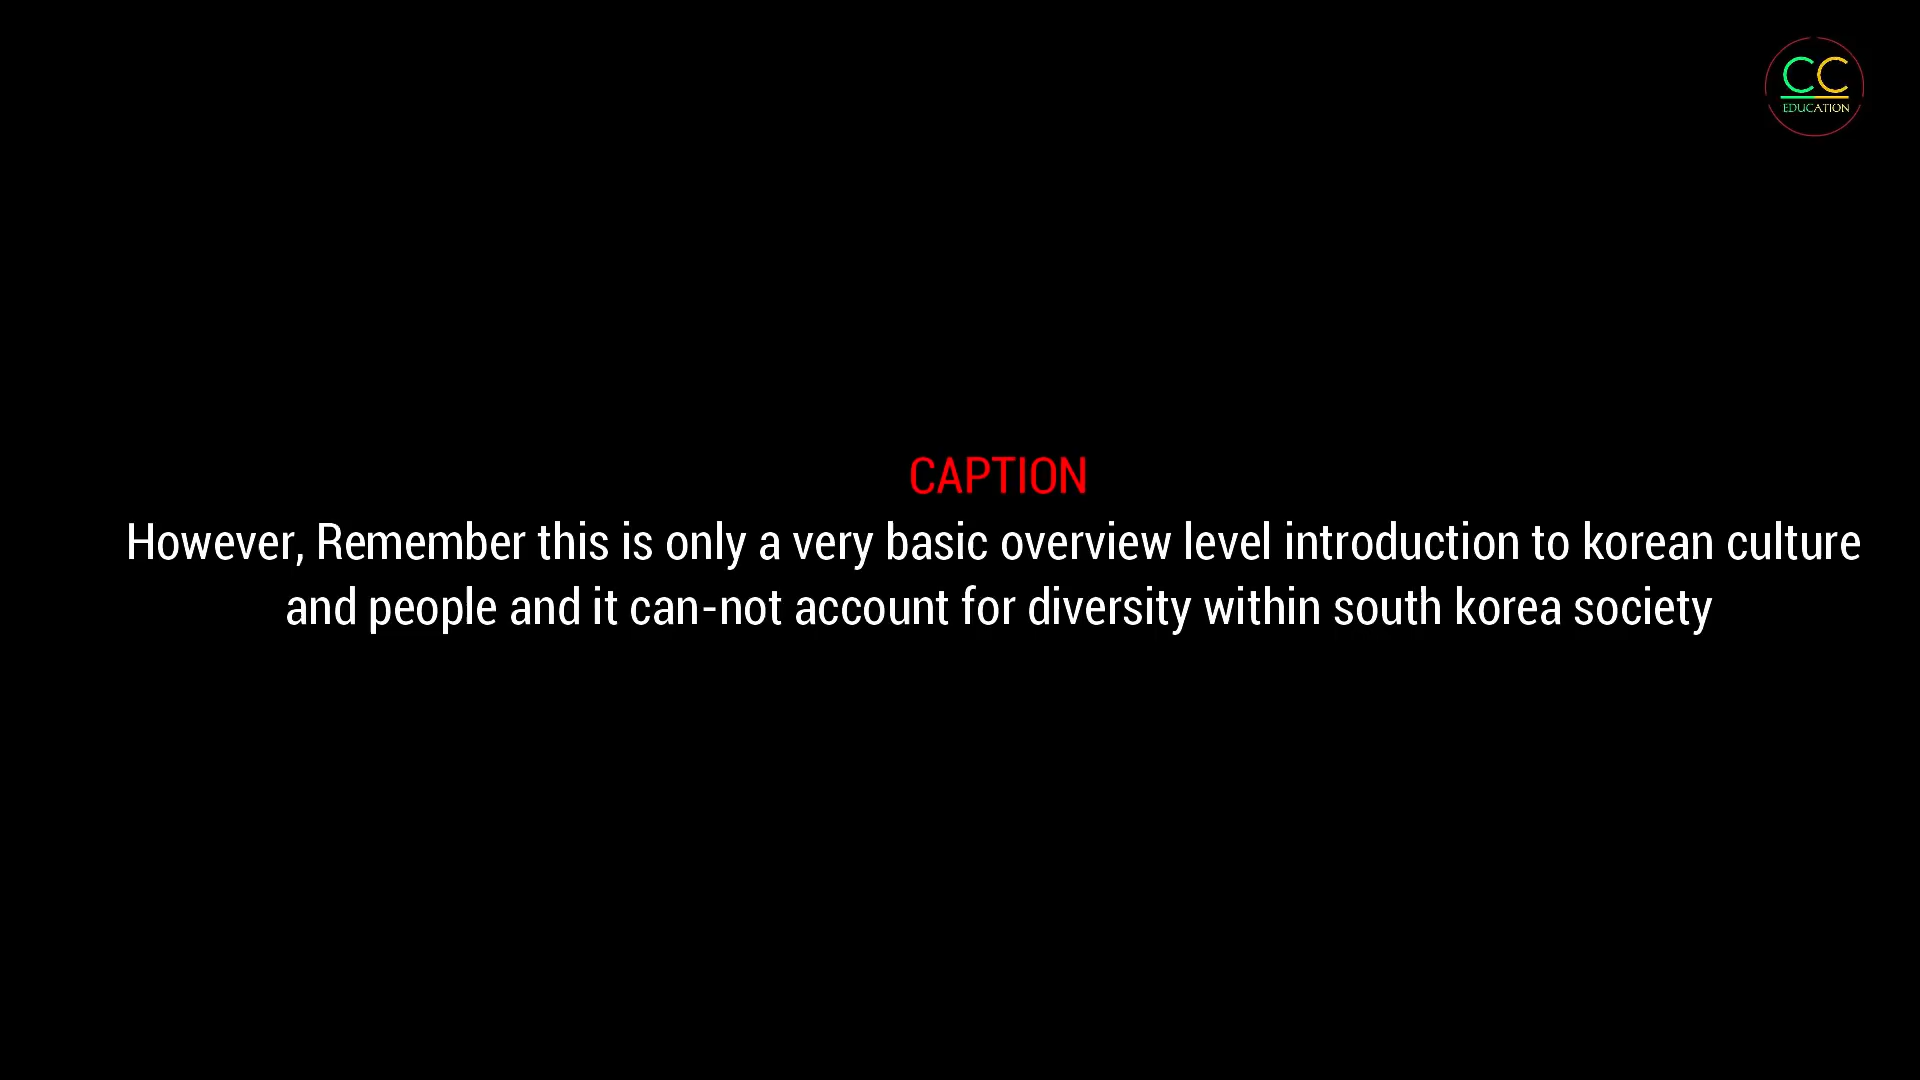 CC
EDUCATION
CAPTION
However, Remember this is only a very basic overview level introduction to korean culture
and people and it can-not account for diversity within south korea society